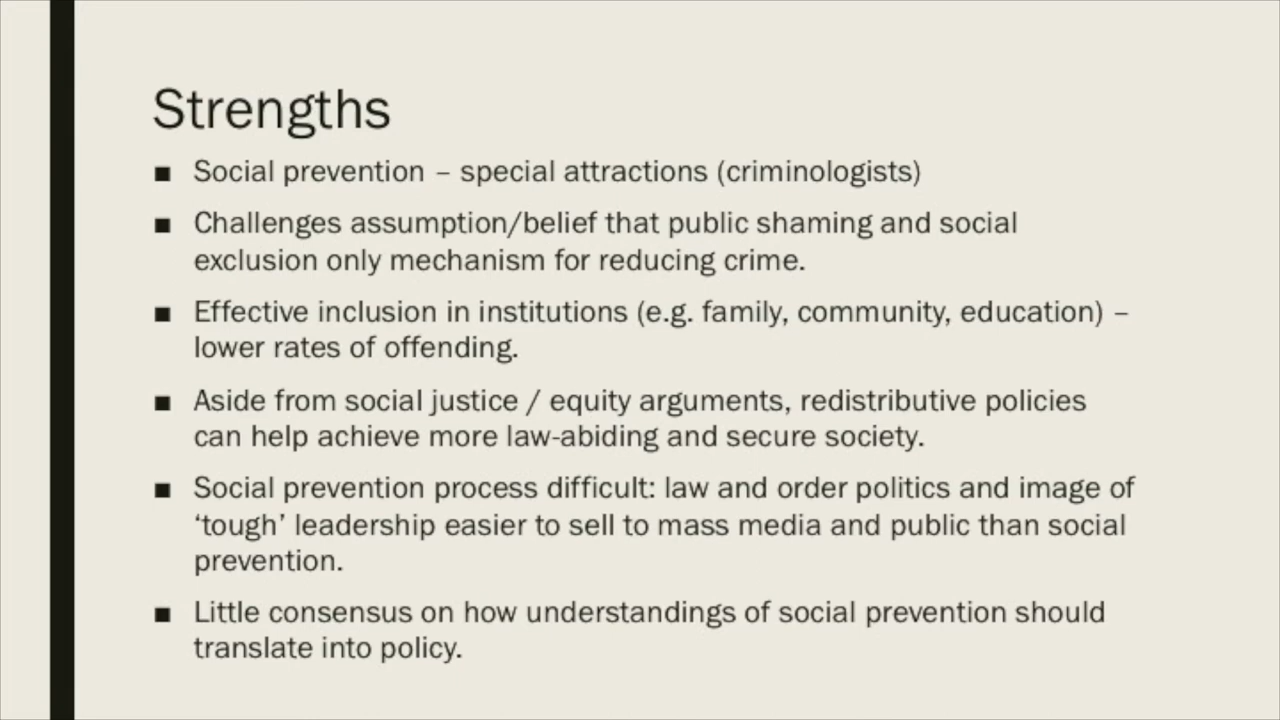 Strengths
■ Social prevention – special attractions (criminologists)
■ Challenges assumption/belief that public shaming and social
exclusion only mechanism for reducing crime.
■ Effective inclusion in institutions (e.g. family, community, education) –
lower rates of offending.
■ Aside from social justice / equity arguments, redistributive policies
can help achieve more law-abiding and secure society.
■ Social prevention process difficult: law and order politics and image of
‘tough’ leadership easier to sell to mass media and public than social
prevention.
■ Little consensus on how understandings of social prevention should
translate into policy.